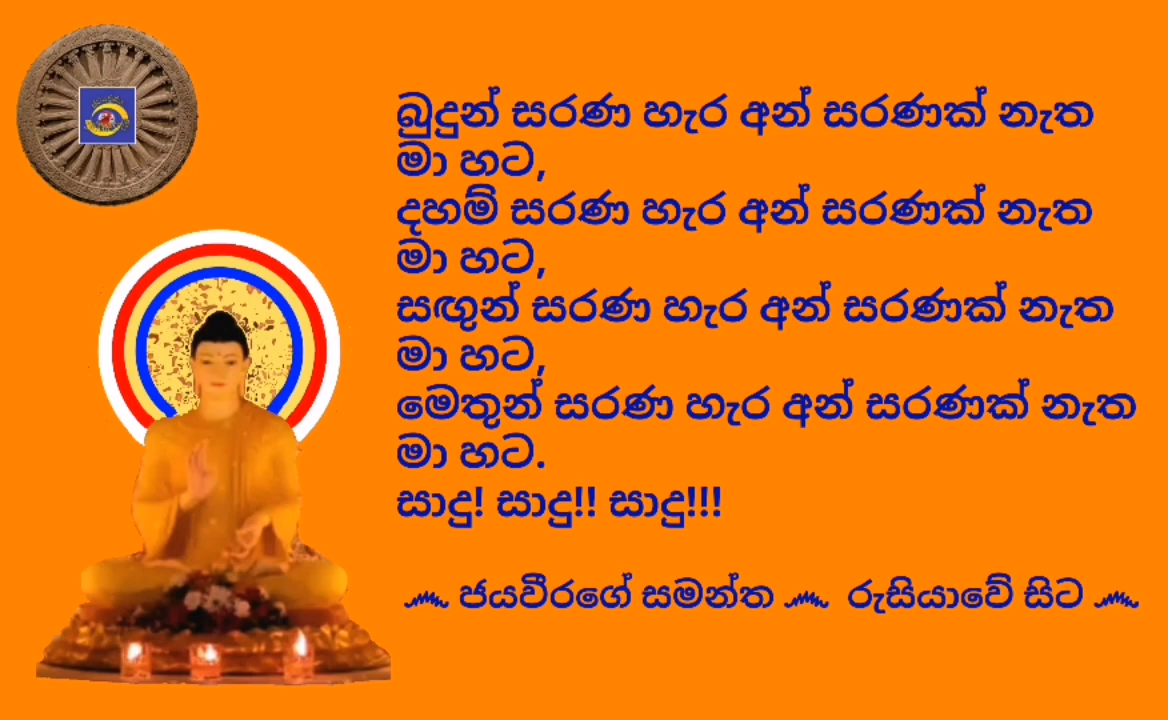 බුදුන් සරණ හැර අන් සරණක් නැත
මා හට,
දහම් සරණ හැර අන් සරණක් නැත
මා හට,
සඟුන් සරණ හැර අන් සරණක් නැත
මා හට,
මෙතුන් සරණ හැර අන් සරණක් නැත
මා හට.
සාදු! සාදු!! සාදු!!!
෴ ජයවීරගේ සමන්ත ෴ රුසියාවේ සිට ෴